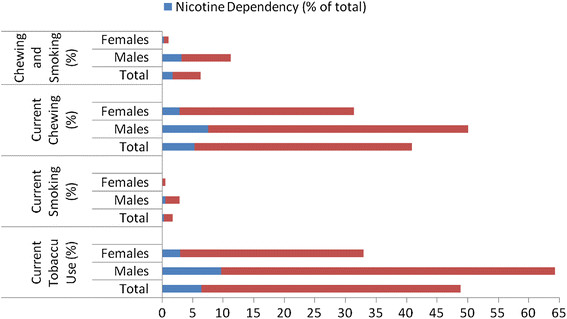 Nicotine Dependency (% of total)
Chewing
and
Smoking
(%)
Females
Males
Total
Current
Chewing
(%)
Females
Males
Total
Current
Smoking
(%)
Females
Males
Total
Current
Tobaccu
Use (%)
Females
Males
Total
0 5 10 15 20 25 30 35 40 45 50 55 60 65